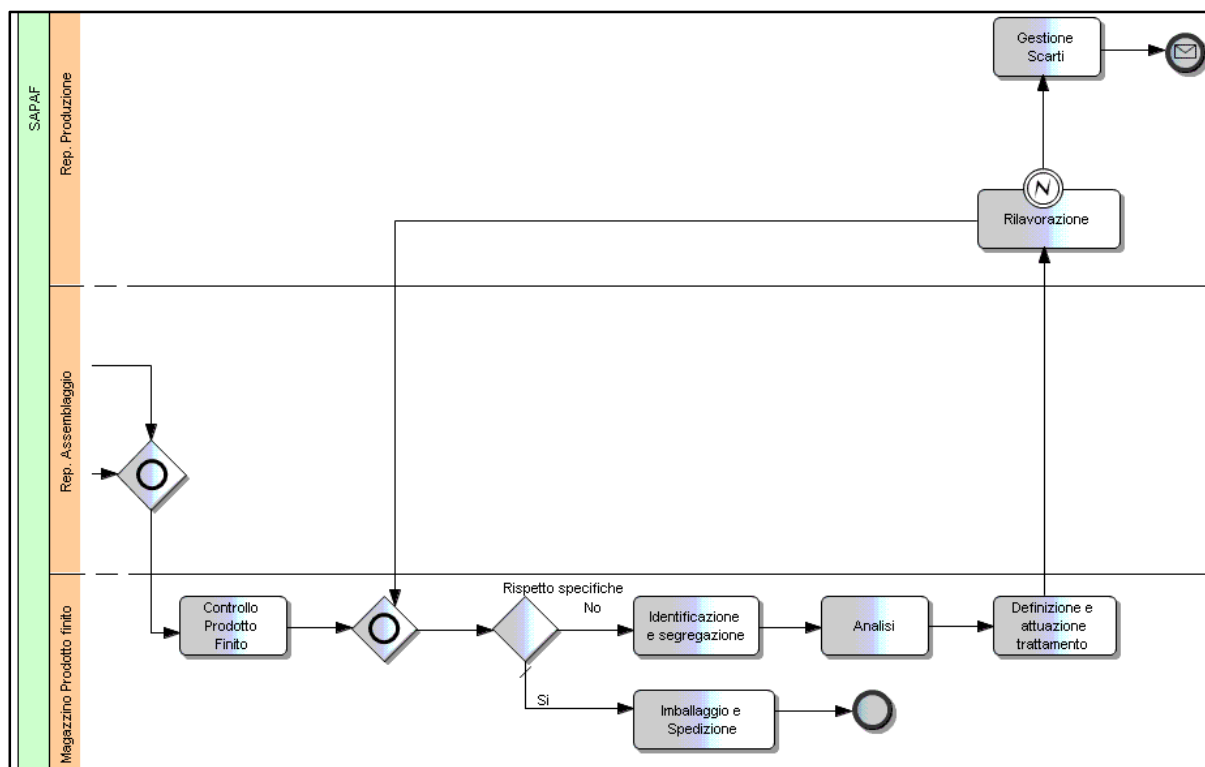 SAPAF
Rep. Produzione
Gestione
Scarti
Rilavorazione
Rep. Assemblaggio
Magazzino Prodotto finito
Controllo
Prodotto
Finito
Rispetto specifiche
No
Si
Identificazione
e segregazione
Analisi
Definizione e
attuazione
trattamento
Imballaggio e
Spedizione